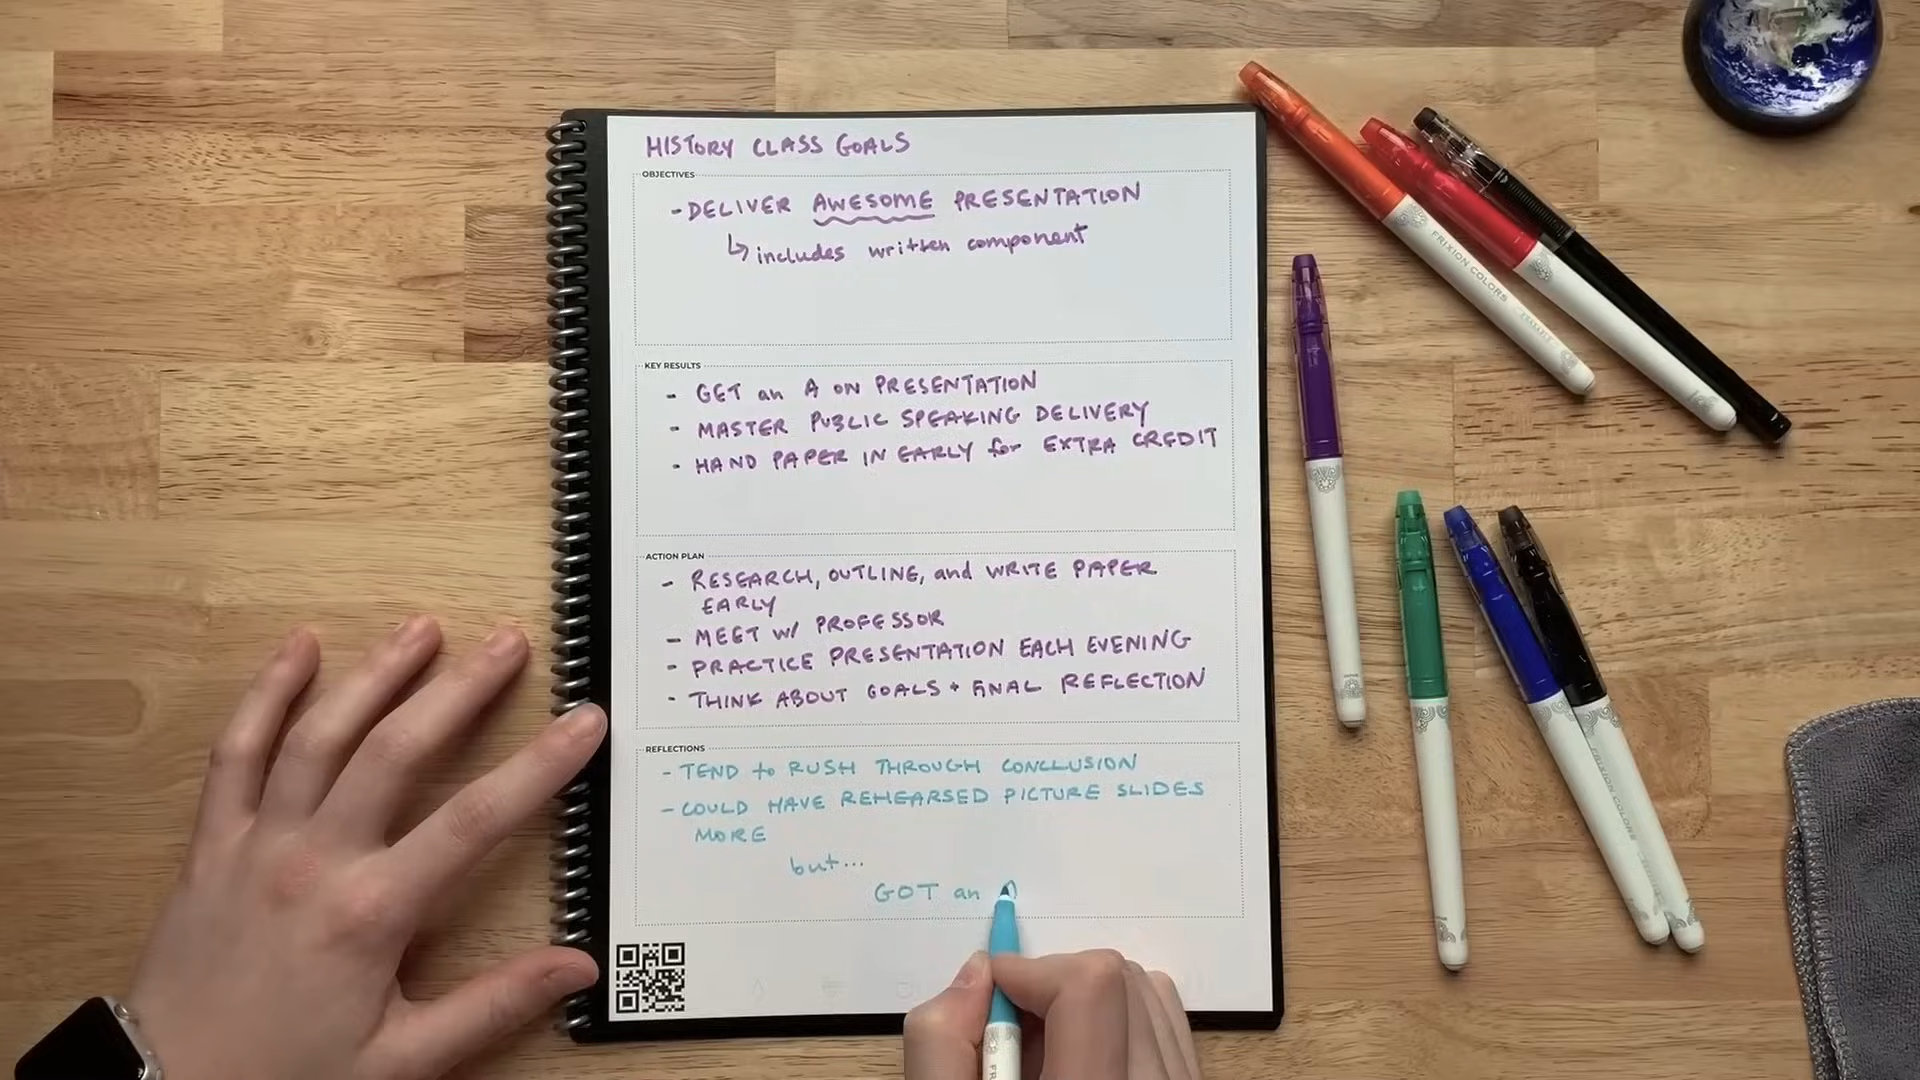 HISTORY CLASS GOALS
OBJECTIVES
- DELIVER AWESOME PRESENTATION
↳ includes written component
KEY RESULTS
- GET an A ON PRESENTATION
- MASTER PUBLIC SPEAKING DELIVERY
- HAND PAPER IN EARLY for EXTRA CREDIT
ACTION PLAN
- RESEARCH, OUTLINE, and WRITE PAPER
EARLY
- MEET W/ PROFESSOR
- PRACTICE PRESENTATION EACH EVENING
- THINK ABOUT GOALS + FINAL REFLECTION
REFLECTIONS
- TEND to RUSH THROUGH CONCLUSION
- COULD HAVE REHEARSED PICTURE SLIDES
MORE
but...
GOT an
FRIXION COLORS
FRIXION COLORS